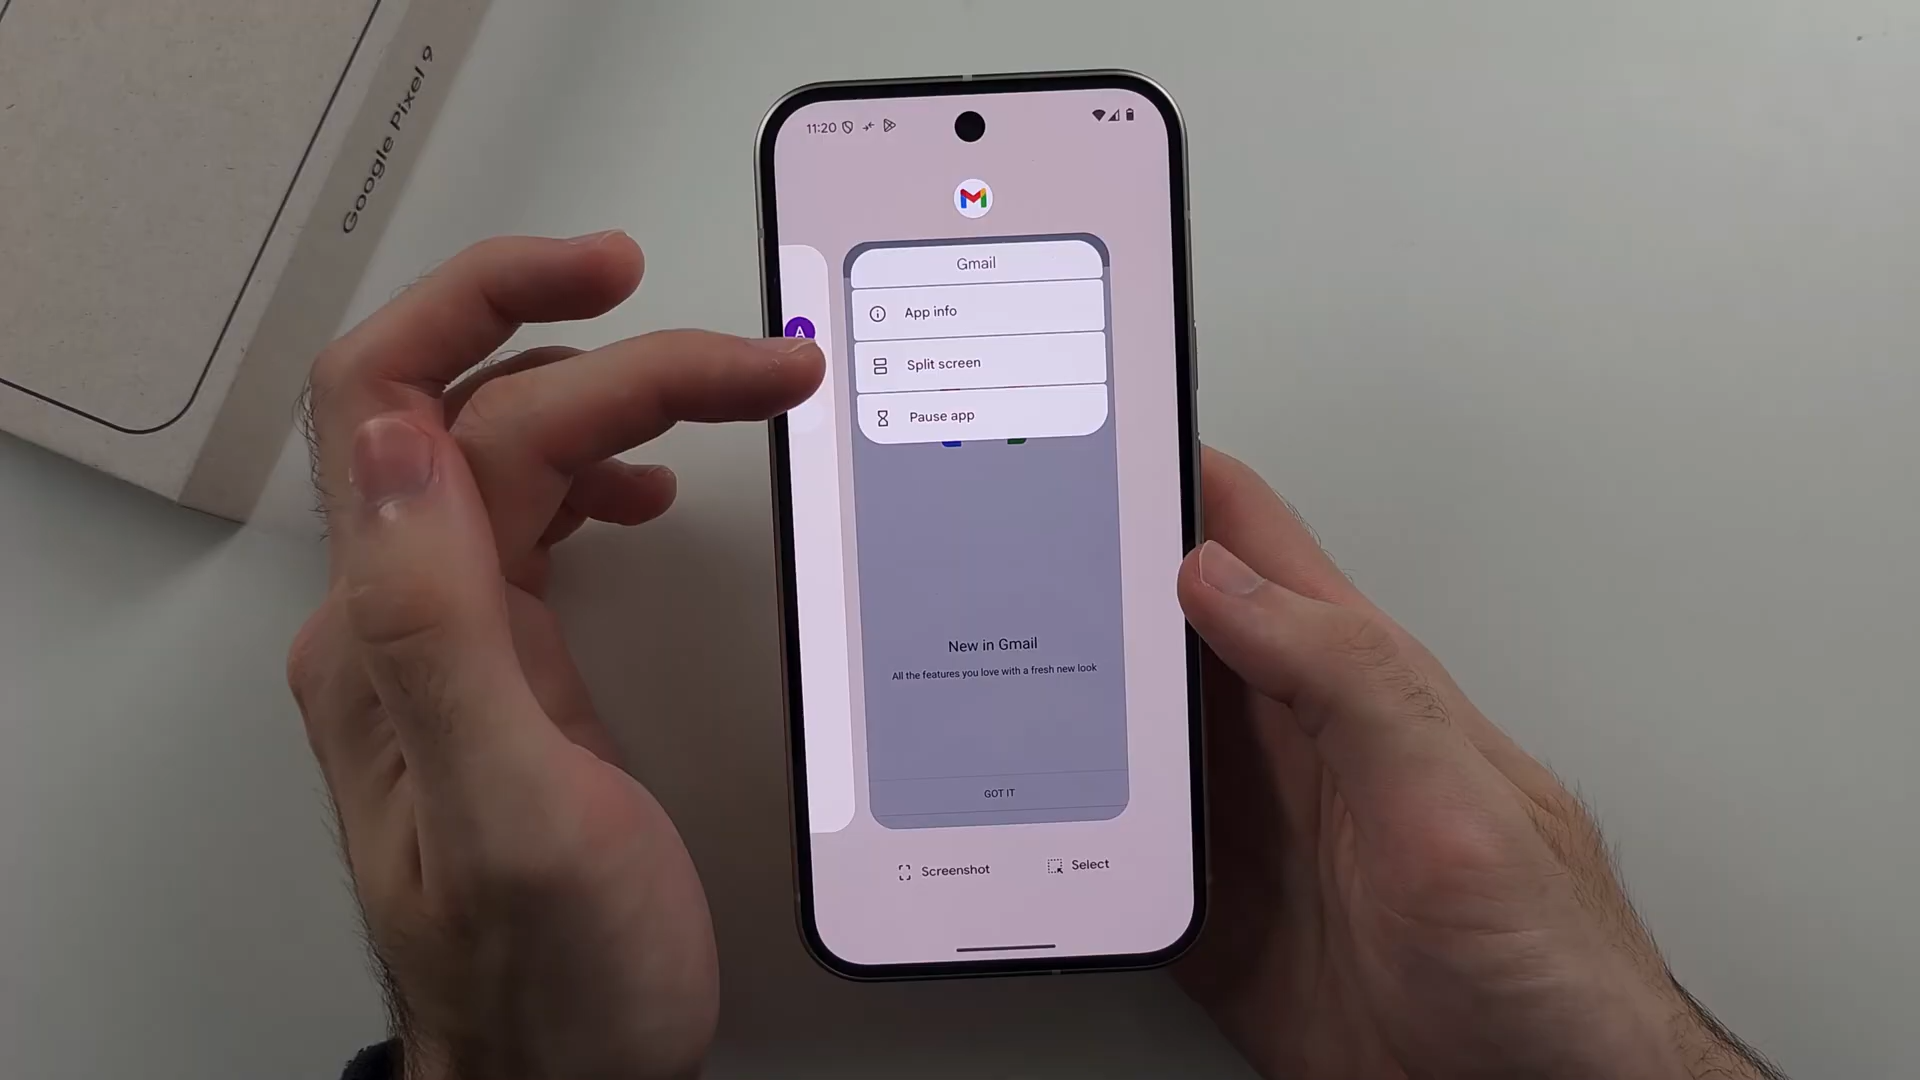 Google Pixel 9
11:20
Gmail
App info
Split screen
Pause app
A
New in Gmail
All the features you love with a fresh new look
GOT IT
Screenshot
Select